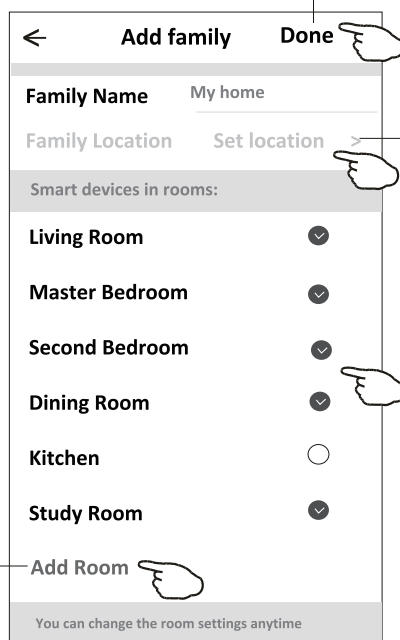 Add family Done
Family Name My home
Family Location Set location >
Smart devices in rooms:
Living Room
Master Bedroom
Second Bedroom
Dining Room
Kitchen
Study Room
Add Room
You can change the room settings anytime